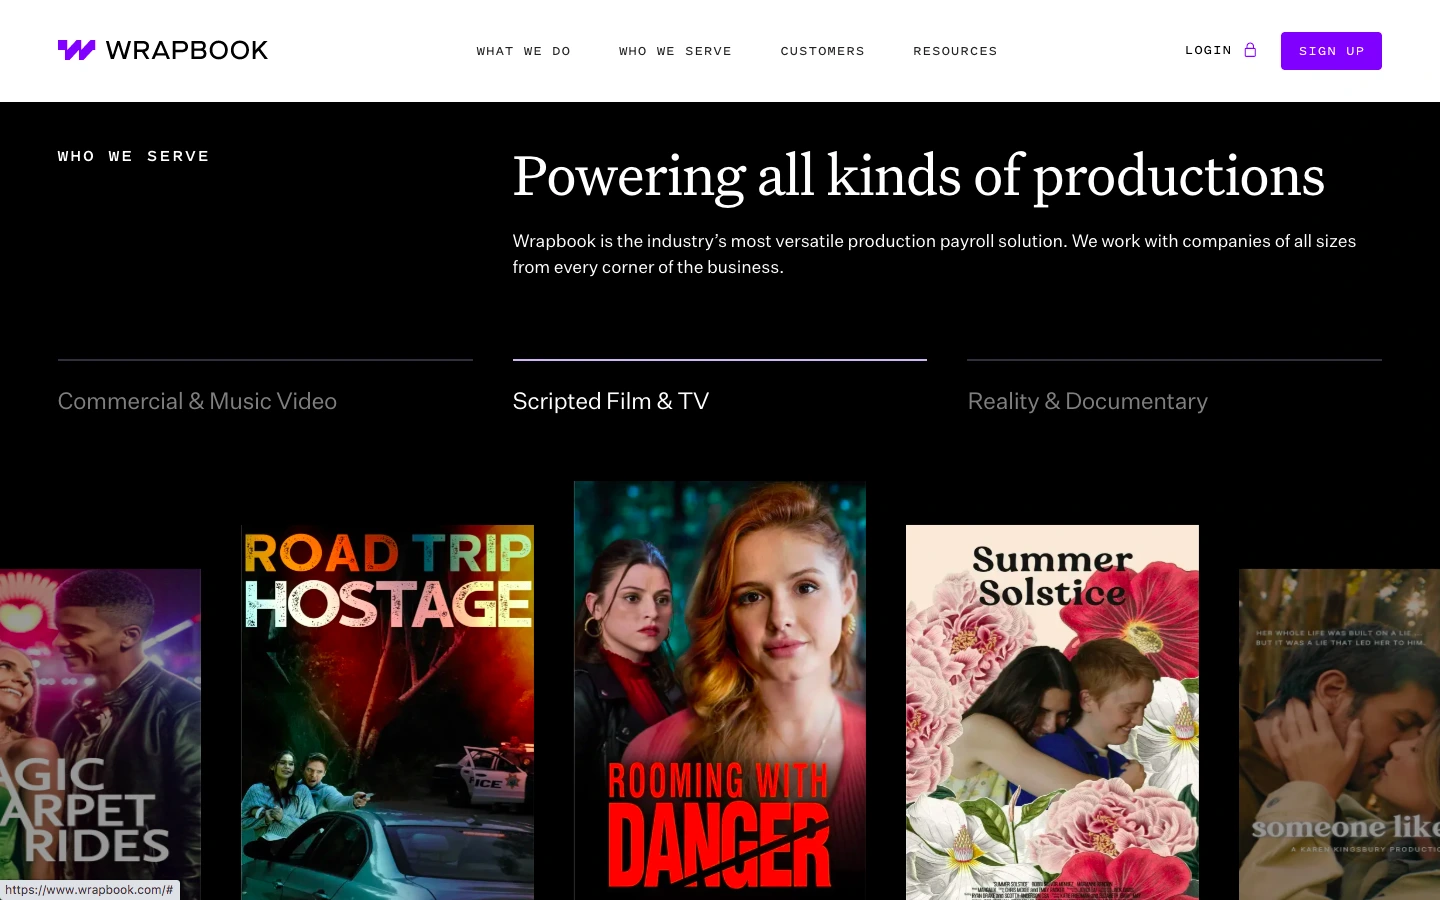 WRAPBOOK
WHAT WE DO
WHO WE SERVE
CUSTOMERS
RESOURCES
LOGIN
SIGN UP
WHO WE SERVE
Powering all kinds of productions
Wrapbook is the industry’s most versatile production payroll solution. We work with companies of all sizes
from every corner of the business.
Commercial & Music Video
Scripted Film & TV
Reality & Documentary
AGIC
ARPET
RIDES
ROAD TRIP
HOSTAGE
ICE
ROOMING WITH
DANGER
Summer
Solstice
HER WHOLE LIFE WAS BUILT ON A LIE...
BUT IT WAS A LIE THAT LED HER TO HIM.
someone like
A KAREN KINGSBURY PRODUCTIO
https://www.wrapbook.com/#